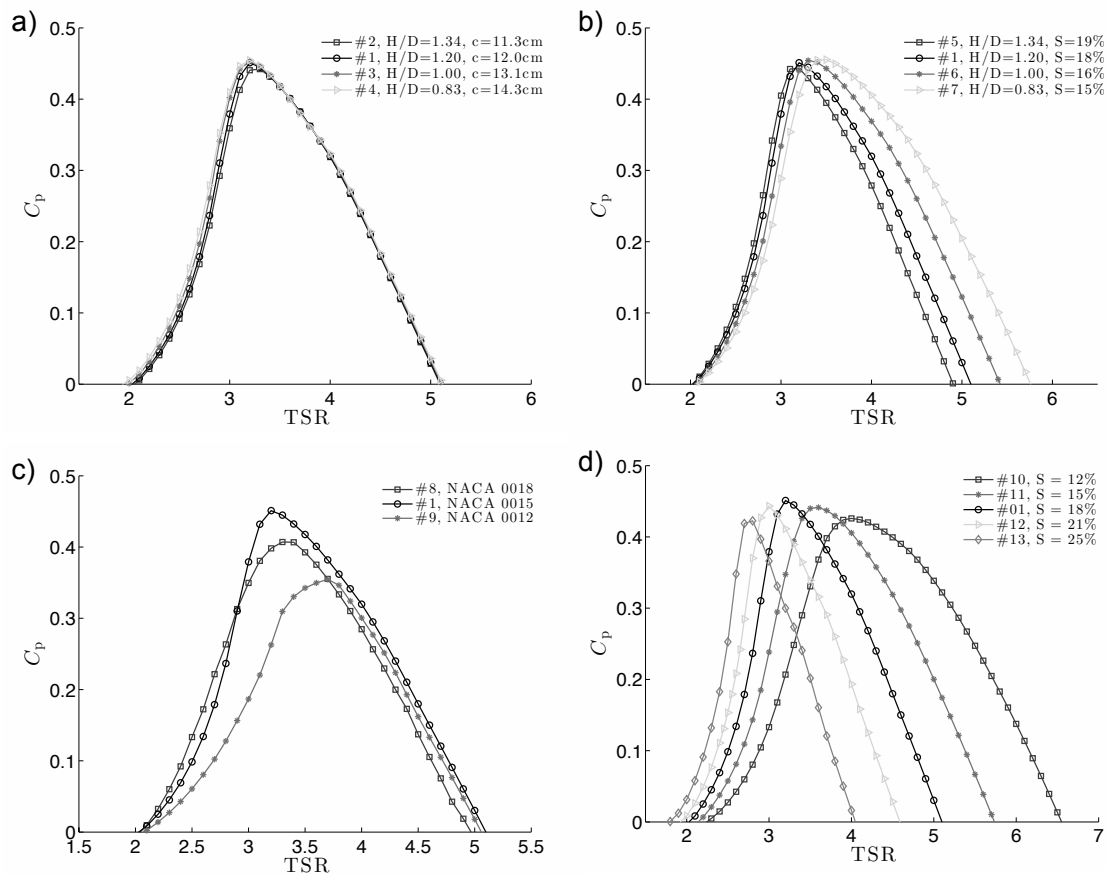 a)
0.5
0.4
0.3
0.2
0.1
0
Cp
2
3
4
5
6
TSR
#2, H/D=1.34, c=11.3cm
#1, H/D=1.20, c=12.0cm
#3, H/D=1.00, c=13.1cm
#4, H/D=0.83, c=14.3cm
b)
0.5
0.4
0.3
0.2
0.1
0
Cp
2
3
4
5
6
TSR
#5, H/D=1.34, S=19%
#1, H/D=1.20, S=18%
#6, H/D=1.00, S=16%
#7, H/D=0.83, S=15%
c)
0.5
0.4
0.3
0.2
0.1
0
Cp
1.5
2
2.5
3
3.5
4
4.5
5
5.5
TSR
#8, NACA 0018
#1, NACA 0015
#9, NACA 0012
d)
0.5
0.4
0.3
0.2
0.1
0
Cp
2
3
4
5
6
7
TSR
#10, S = 12%
#11, S = 15%
#01, S = 18%
#12, S = 21%
#13, S = 25%